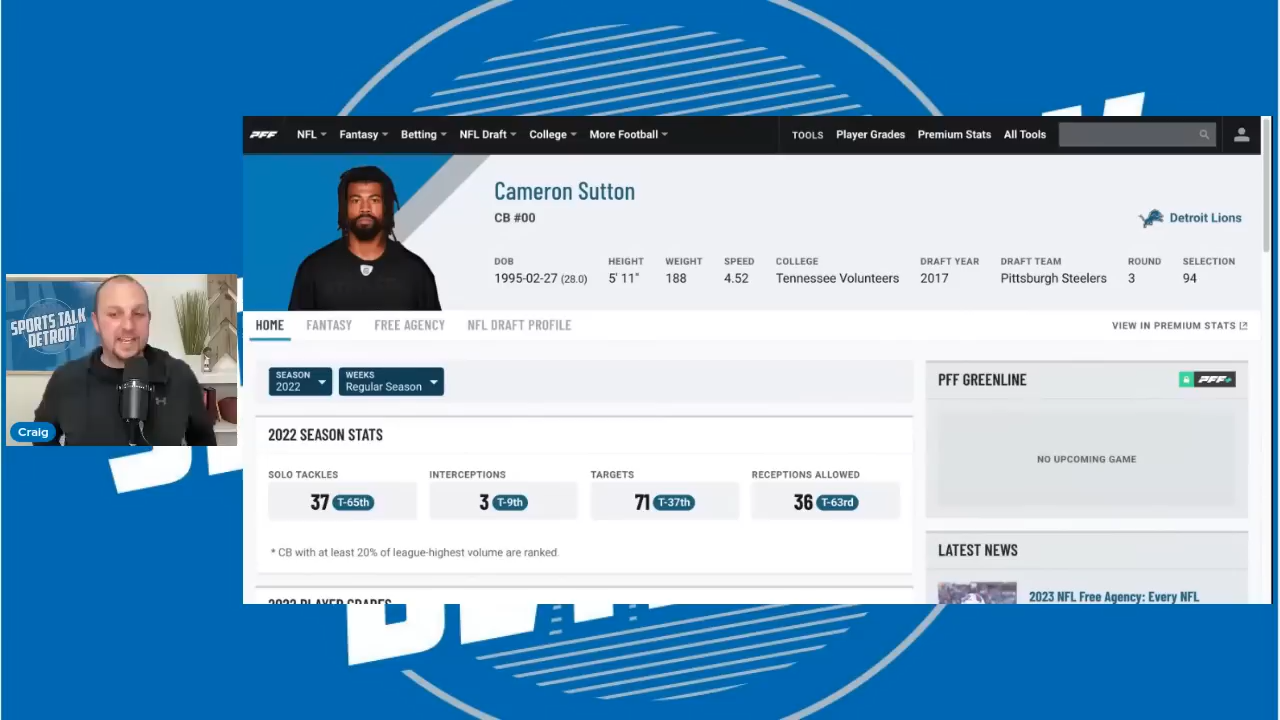 PFF NFL Fantasy Betting NFL Draft College More Football TOOLS Player Grades Premium Stats All Tools
Cameron Sutton
CB #00
Detroit Lions
DOB HEIGHT WEIGHT SPEED COLLEGE DRAFT YEAR DRAFT TEAM ROUND SELECTION
1995-02-27 (28.0) 5' 11" 188 4.52 Tennessee Volunteers 2017 Pittsburgh Steelers 3 94
SPORTS TALK
DETROIT
Craig
HOME FANTASY FREE AGENCY NFL DRAFT PROFILE VIEW IN PREMIUM STATS
SEASON
2022
WEEKS
Regular Season
2022 SEASON STATS
SOLO TACKLES INTERCEPTIONS TARGETS RECEPTIONS ALLOWED
37 T-65th 3 T-9th 71 T-37th 36 T-63rd
* CB with at least 20% of league-highest volume are ranked.
2022 PLAYER GRADES
PFF GREENLINE PFF+
NO UPCOMING GAME
LATEST NEWS
2023 NFL Free Agency: Every NFL